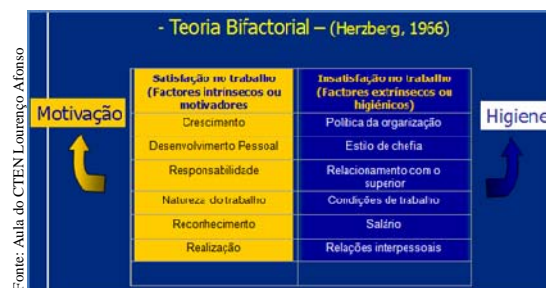 - Teoria Bifactorial – (Herzberg, 1966)
Satisfação no trabalho
(Factores intrínsecos ou
motivadores
Insatisfação no trabalho
(Factores extrínsecos ou
higiénicos)
Crescimento
Política da organização
Desenvolvimento Pessoal
Estilo de chefia
Responsabilidade
Relacionamento com o
superior
Natureza do trabalho
Condições de trabalho
Reconhecimento
Salário
Realização
Relações interpessoais
Motivação
Higiene
Fonte: Aula do CTEN Lourenço Afonso